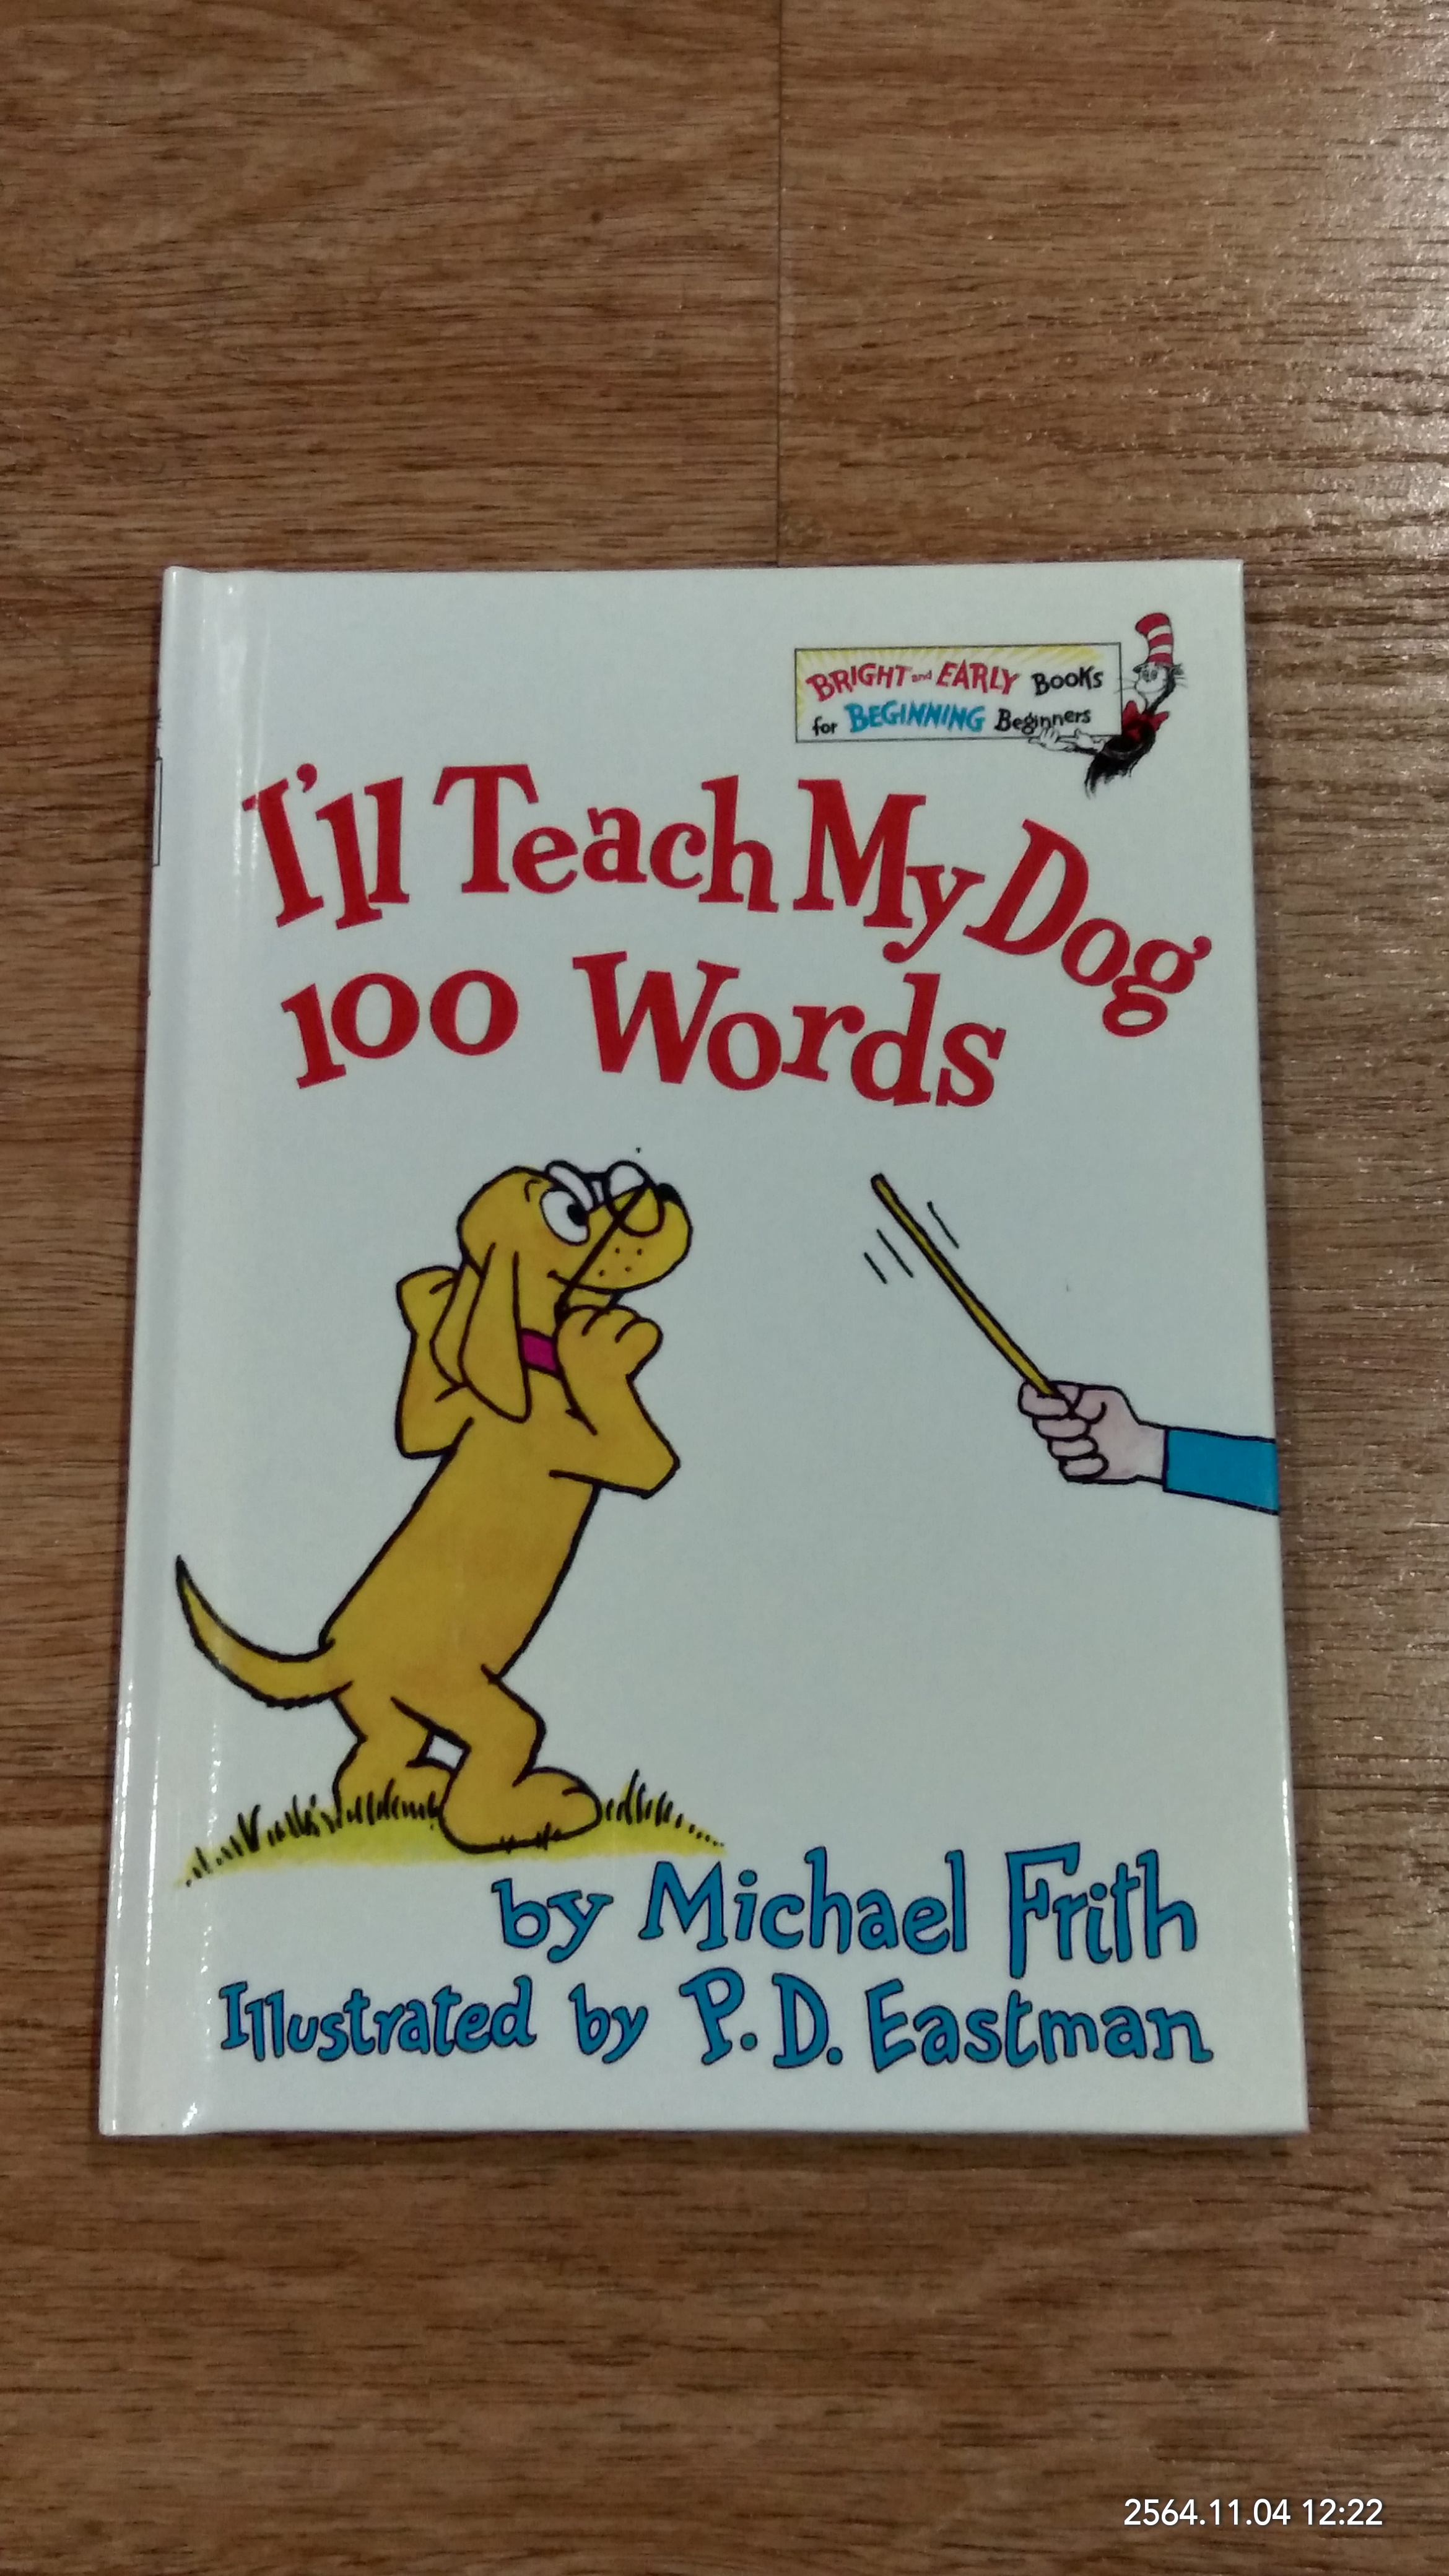 BRIGHT and EARLY BOOKS
for BEGINNING Beginners
I'll Teach My Dog
100 Words
by Michael Frith
Illustrated by P. D. Eastman
2564.11.04 12:22